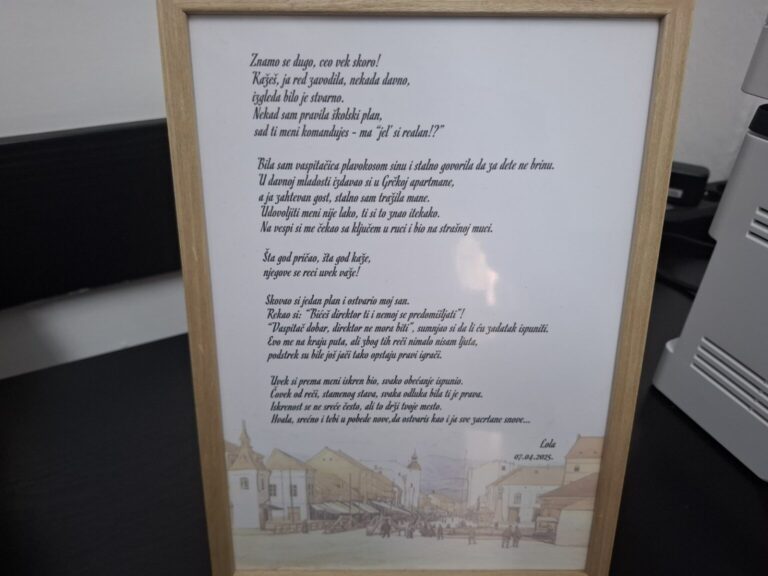 Znamo se dugo, ceo vek skoro!
Kažeš, ja red zavodila, nekada davno,
izgleda bilo je stvarno.
Nekad sam pravila školski plan,
sad ti meni komandujes - ma "jel' si realan!?"
Bila sam vaspitačica plavokosom sinu i stalno govorila da za dete ne brinu.
U davnoj mladosti izdavao si u Grčkoj apartmane,
a ja zahtevan gost, stalno sam tražila mane.
Udovoljiti meni nije lako, ti si to znao itekako.
Na vespi si me čekao sa ključem u ruci i bio na strašnoj muci.
Šta god pričao, šta god kaže,
njegove se reci uvek važe!
Skovao si jedan plan i ostvario moj san.
Rekao si: "Bićeš direktor ti i nemoj se predomišljati"!
"Vaspitač dobar, direktor ne mora biti", sumnjao si da li ću zadatak ispuniti.
Evo me na kraju puta, ali zbog tih reči nimalo nisam ljuta,
podstrek su bile još jači tako opstaju pravi igrači.
Uvek si prema meni iskren bio, svako obećanje ispunio.
Čovek od reči, stamenog stava, svaka odluka bila ti je prava.
Iskrenost se ne sreće često, ali to drži tvoje mesto.
Hvala, srećno i tebi u pobede nove, da ostvaris kao i ja sve zacrtane snove...
Lola
07.04.2025.